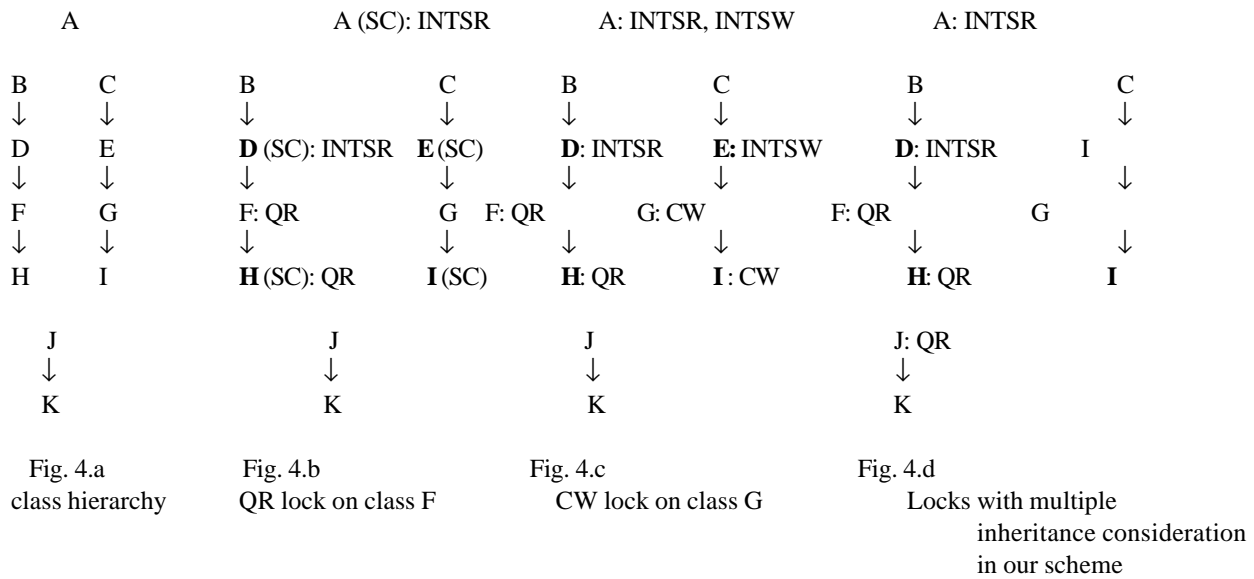 A A (SC): INTSR A: INTSR, INTSW A: INTSR
B C B C B C B C
↓ ↓ ↓ ↓ ↓ ↓ ↓ ↓
D E D (SC): INTSR E (SC) D: INTSR E: INTSW D: INTSR I
↓ ↓ ↓ ↓ ↓ ↓ ↓ ↓
F G F: QR G F: QR G: CW F: QR G
↓ ↓ ↓ ↓ ↓ ↓ ↓ ↓
H I H (SC): QR I (SC) H: QR I : CW H: QR I
J J J J: QR
↓ ↓ ↓ ↓
K K K K
Fig. 4.a Fig. 4.b Fig. 4.c Fig. 4.d
class hierarchy QR lock on class F CW lock on class G Locks with multiple
inheritance consideration
in our scheme